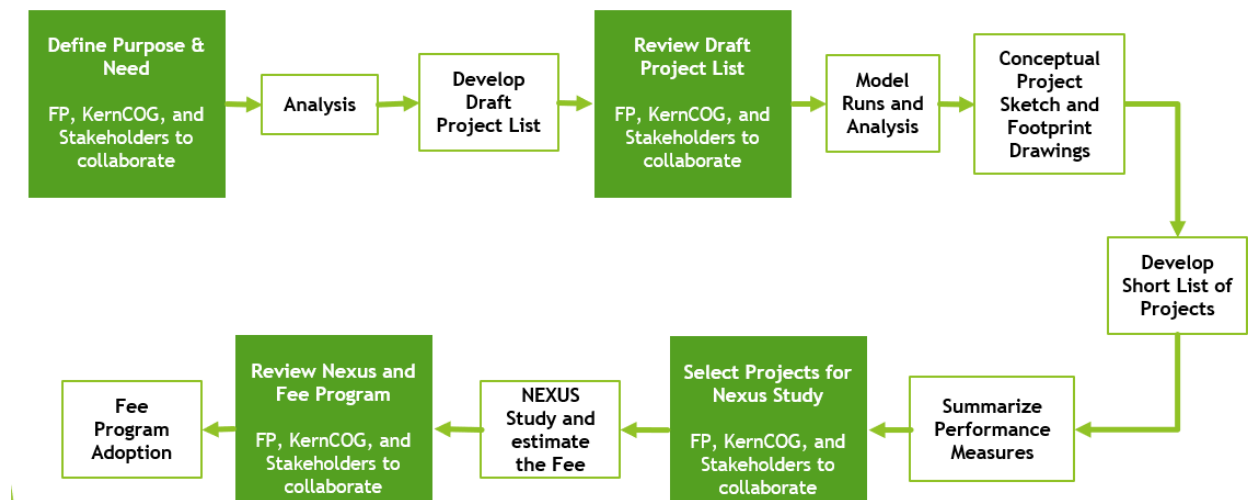 Define Purpose &
Need
FP, KernCOG, and
Stakeholders to
collaborate
Analysis
Develop
Draft
Project List
Review Draft
Project List
FP, KernCOG, and
Stakeholders to
collaborate
Model
Runs and
Analysis
Conceptual
Project
Sketch and
Footprint
Drawings
Develop
Short List of
Projects
Summarize
Performance
Measures
Select Projects for
Nexus Study
FP, KernCOG, and
Stakeholders to
collaborate
NEXUS
Study and
estimate
the Fee
Review Nexus and
Fee Program
FP, KernCOG, and
Stakeholders to
collaborate
Fee
Program
Adoption